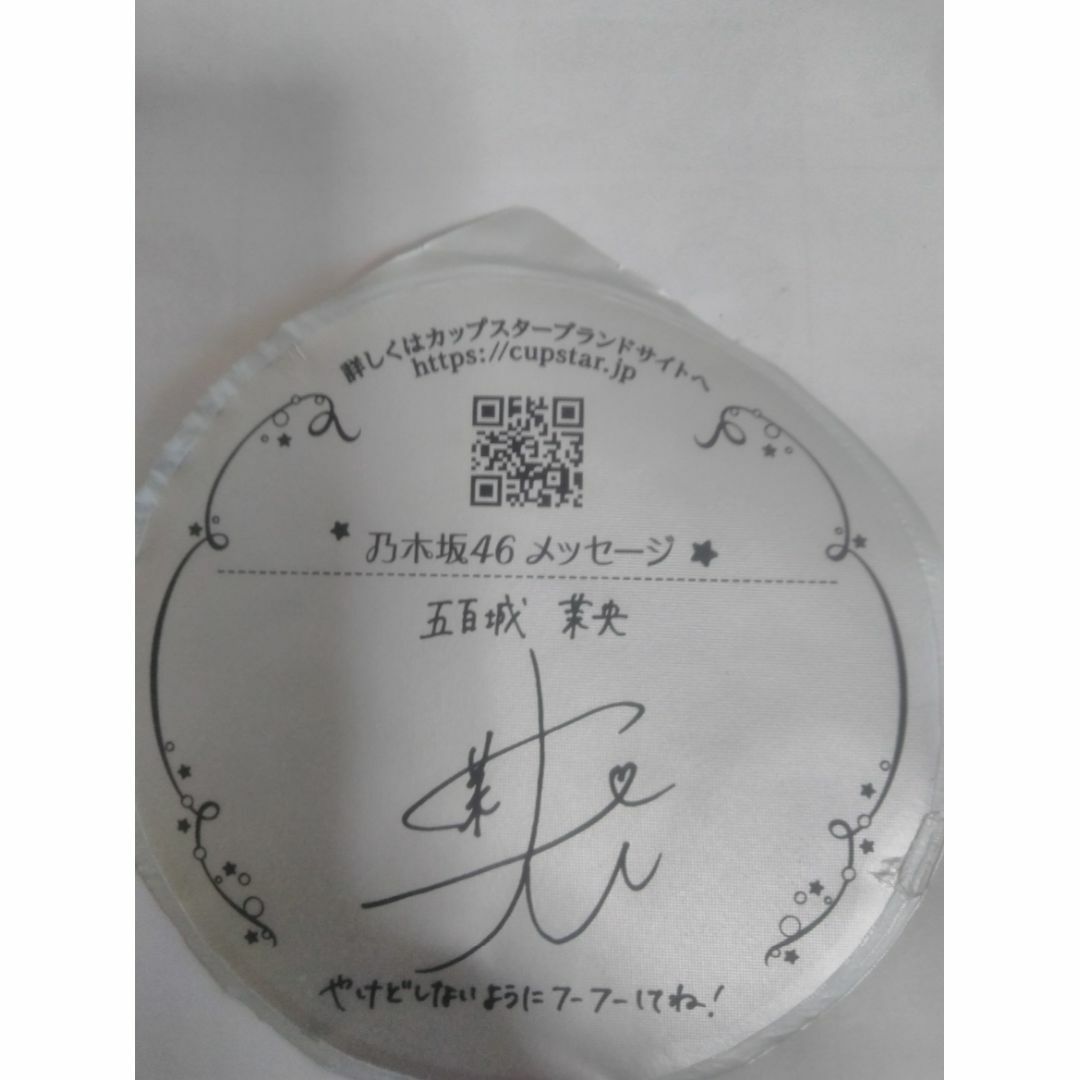 詳しくはカップスターブランドサイトへ
https://cupstar.jp
乃木坂46 メッセージ
五百城 茉央
茉央
やけどしないようにフーフーしてね!